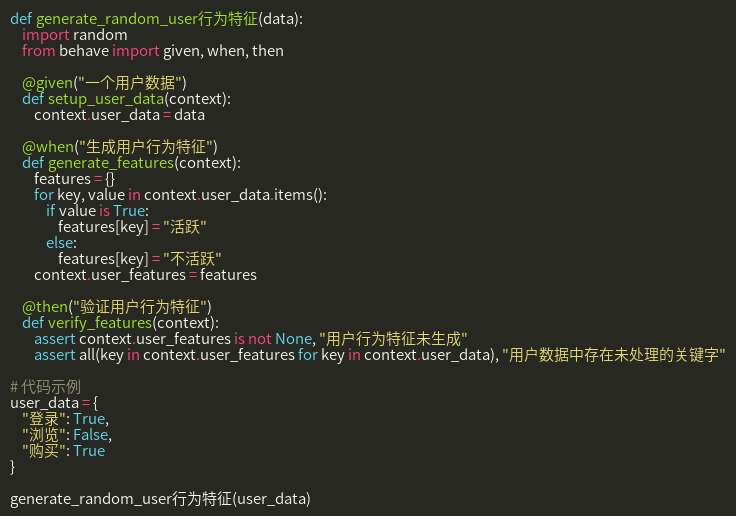 def generate_random_user行为特征(data):
    import random
    from behave import given, when, then

    @given("一个用户数据")
    def setup_user_data(context):
        context.user_data = data

    @when("生成用户行为特征")
    def generate_features(context):
        features = {}
        for key, value in context.user_data.items():
            if value is True:
                features[key] = "活跃"
            else:
                features[key] = "不活跃"
        context.user_features = features

    @then("验证用户行为特征")
    def verify_features(context):
        assert context.user_features is not None, "用户行为特征未生成"
        assert all(key in context.user_features for key in context.user_data), "用户数据中存在未处理的关键字"

# 代码示例
user_data = {
    "登录": True,
    "浏览": False,
    "购买": True
}

generate_random_user行为特征(user_data)